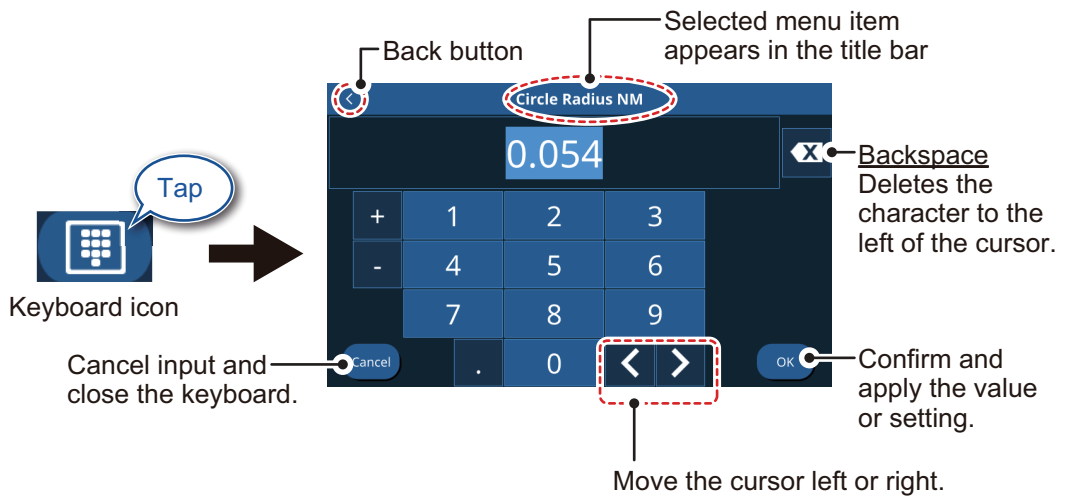 Selected menu item
appears in the title bar
Back button
Circle Radius NM
0.054
X
Backspace
Deletes the
character to the
left of the cursor.
Tap
Keyboard icon
+ 1 2 3
- 4 5 6
7 8 9
Cancel . 0 < > OK
Cancel input and
close the keyboard.
Confirm and
apply the value
or setting.
Move the cursor left or right.